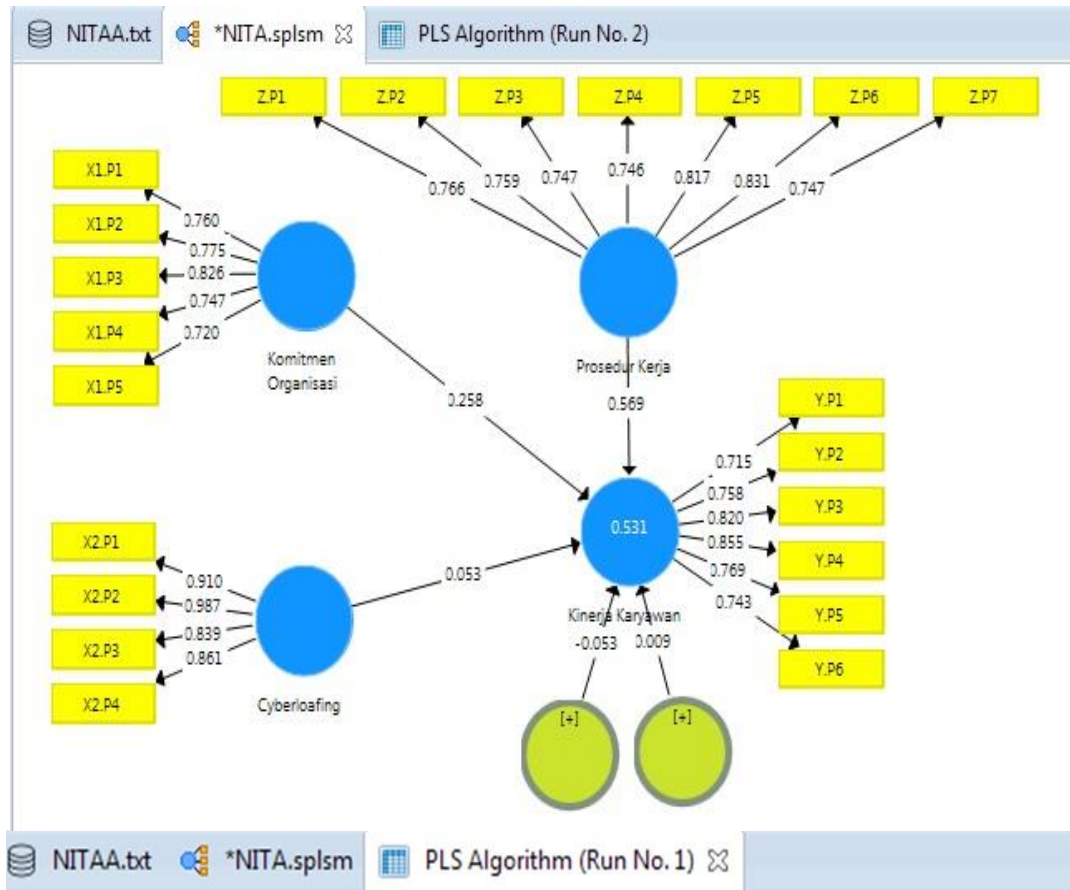 NITAA.txt *NITA.splsm PLS Algorithm (Run No. 2)
Z.P1 Z.P2 Z.P3 Z.P4 Z.P5 Z.P6 Z.P7
0.766 0.759 0.747 0.746 0.817 0.831 0.747
X1.P1
X1.P2
X1.P3
X1.P4
X1.P5
0.760
0.775
0.826
0.747
0.720
Komitmen
Organisasi
Prosedur Kerja
0.258
0.569
Y.P1
Y.P2
Y.P3
Y.P4
Y.P5
Y.P6
0.715
0.758
0.820
0.855
0.769
0.743
0.531
Kinerja Karyawan
X2.P1
X2.P2
X2.P3
X2.P4
0.910
0.987
0.839
0.861
Cyberloafing
0.053
-0.053 0.009
[+] [+]
NITAA.txt *NITA.splsm PLS Algorithm (Run No. 1)